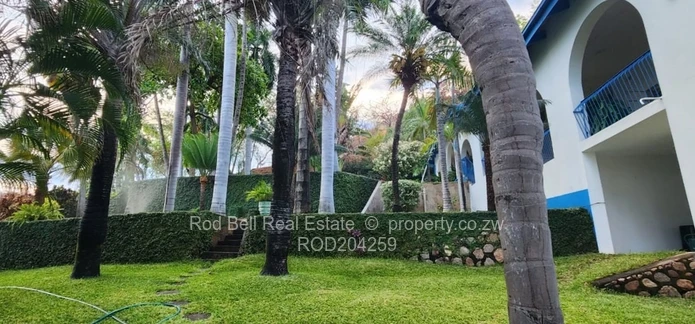 Rod Bell Real Estate © property.co.zw
ROD204259